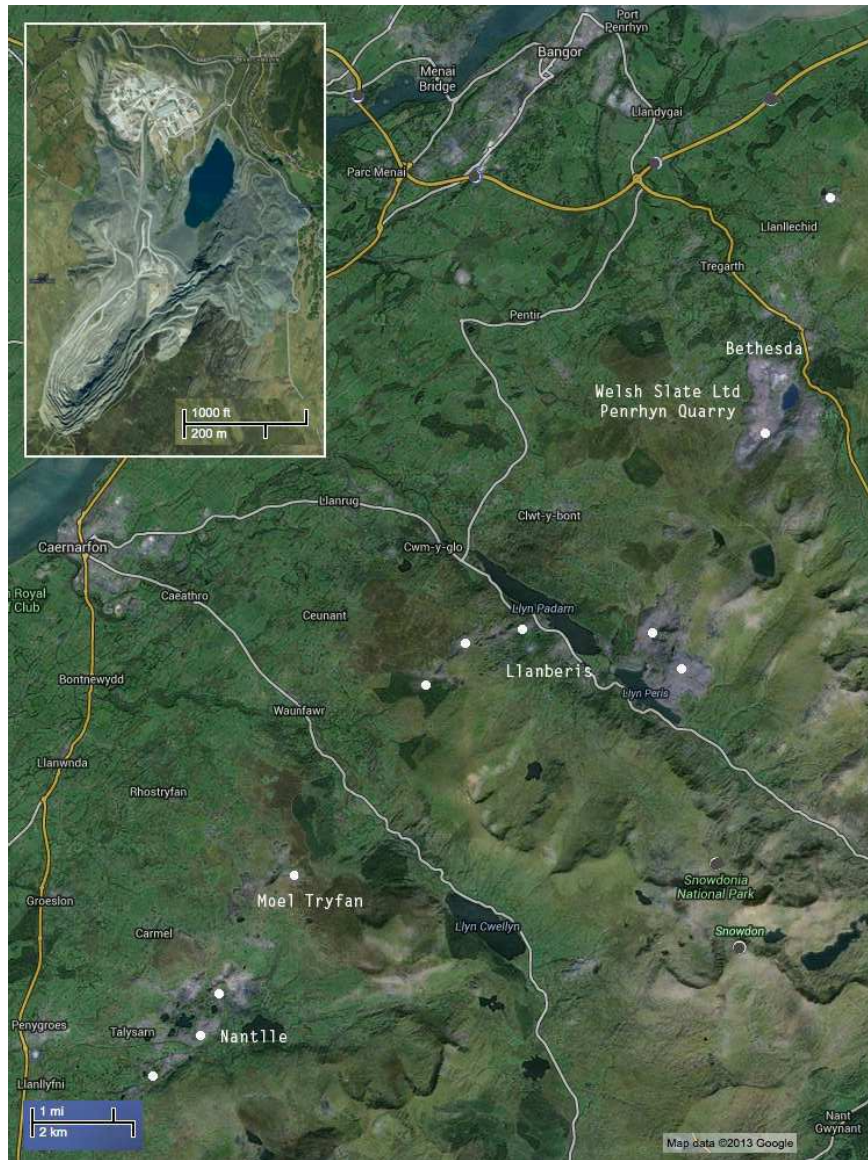 Port
Penrhyn
Bangor
Menai
Bridge
Llandygai
Parc Menai
Llanllechid
Tregarth
Pentir
Bethesda
Welsh Slate Ltd
Penrhyn Quarry
1000 ft
200 m
Llanrug
Clwt-y-bont
Caernarfon
Cwm-y-glo
n Royal
f Club
Caeathro
Ceunant
Llyn Padarn
Llanberis
Llyn Peris
Bontnewydd
Waunfawr
Llanwnda
Rhostryfan
Snowdonia
National Park
Groeslon
Moel Tryfan
Carmel
Llyn Cwellyn
Snowdon
Penygroes
Talysarn
Nantlle
Llanllyfni
1 mi
2 km
Nant
Gwynant
Map data ©2013 Google